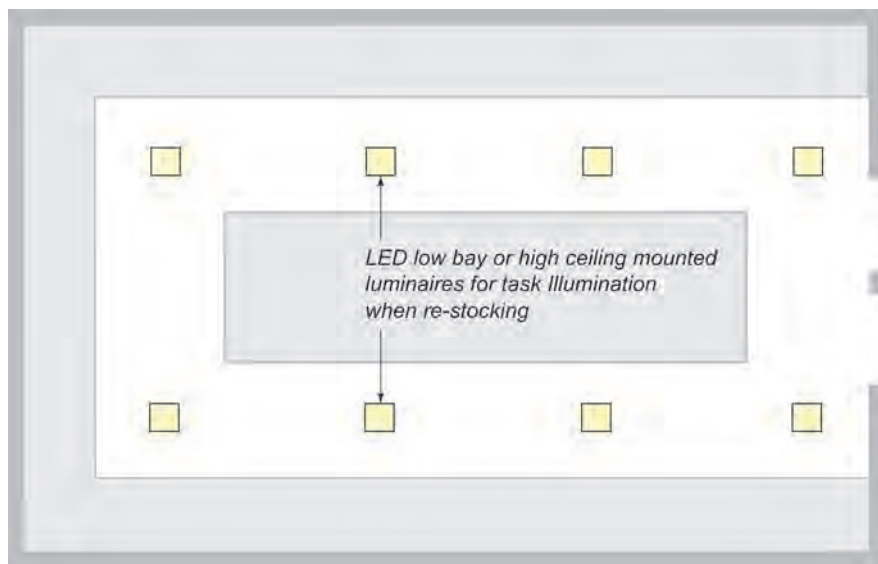 LED low bay or high ceiling mounted
luminaires for task Illumination
when re-stocking